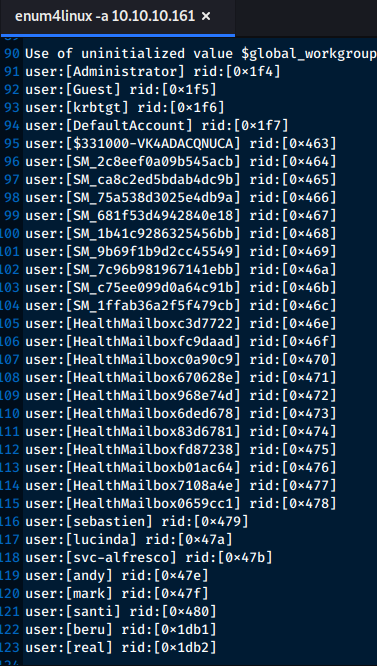 enum4linux -a 10.10.10.161 ×
90 Use of uninitialized value $global_workgroup
91 user:[Administrator] rid:[0×1f4]
92 user:[Guest] rid:[0×1f5]
93 user:[krbtgt] rid:[0×1f6]
94 user:[DefaultAccount] rid:[0×1f7]
95 user:[$331000-VK4ADACQNUCA] rid:[0×463]
96 user:[SM_2c8eef0a09b545acb] rid:[0×464]
97 user:[SM_ca8c2ed5bdab4dc9b] rid:[0×465]
98 user:[SM_75a538d3025e4db9a] rid:[0×466]
99 user:[SM_681f53d4942840e18] rid:[0×467]
100 user:[SM_1b41c9286325456bb] rid:[0×468]
101 user:[SM_9b69f1b9d2cc45549] rid:[0×469]
102 user:[SM_7c96b981967141ebb] rid:[0×46a]
103 user:[SM_c75ee099d0a64c91b] rid:[0×46b]
104 user:[SM_1ffab36a2f5f479cb] rid:[0×46c]
105 user:[HealthMailboxc3d7722] rid:[0×46e]
106 user:[HealthMailboxfc9daad] rid:[0×46f]
107 user:[HealthMailboxc0a90c9] rid:[0×470]
108 user:[HealthMailbox670628e] rid:[0×471]
109 user:[HealthMailbox968e74d] rid:[0×472]
110 user:[HealthMailbox6ded678] rid:[0×473]
111 user:[HealthMailbox83d6781] rid:[0×474]
112 user:[HealthMailboxfd87238] rid:[0×475]
113 user:[HealthMailboxb01ac64] rid:[0×476]
114 user:[HealthMailbox7108a4e] rid:[0×477]
115 user:[HealthMailbox0659cc1] rid:[0×478]
116 user:[sebastien] rid:[0×479]
117 user:[lucinda] rid:[0×47a]
118 user:[svc-alfresco] rid:[0×47b]
119 user:[andy] rid:[0×47e]
120 user:[mark] rid:[0×47f]
121 user:[santi] rid:[0×480]
122 user:[beru] rid:[0×1db1]
123 user:[real] rid:[0×1db2]